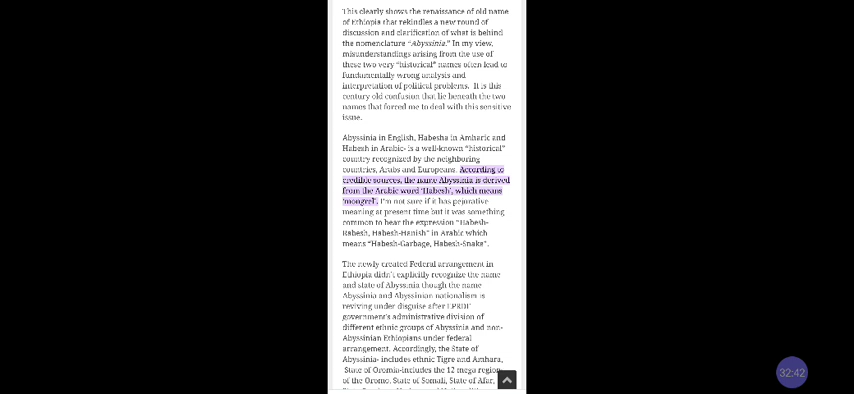 This clearly shows the renaissance of old name
of Ethiopia that rekindles a new round of
discussion and clarification of what is behind
the nomenclature “Abyssinia.” In my view,
misunderstandings arising from the use of
these two very “historical” names often lead to
fundamentally wrong analysis and
interpretation of political problems. It is this
century old confusion that lie beneath the two
names that forced me to deal with this sensitive
issue.
Abyssinia in English, Habesha in Amharic and
Habesh in Arabic- is a well-known “historical”
country recognized by the neighboring
countries, Arabs and Europeans. According to
credible sources, the name Abyssinia is derived
from the Arabic word ‘Habesh’, which means
‘mongrel’. I’m not sure if it has pejorative
meaning at present time but it was something
common to hear the expression “Habesh-
Rabesh, Habesh-Hanish” in Arabic which
means “Habesh-Garbage, Habesh-Snake”.
The newly created Federal arrangement in
Ethiopia didn’t explicitly recognize the name
and state of Abyssinia though the name
Abyssinia and Abyssinian nationalism is
reviving under disguise after EPRDF
government’s administrative division of
different ethnic groups of Abyssinia and non-
Abyssinian Ethiopians under federal
arrangement. Accordingly, the State of
Abyssinia- includes ethnic Tigre and Amhara,
State of Oromia-includes the 12 mega region
of the Oromo, State of Somali, State of Afar,
32:42